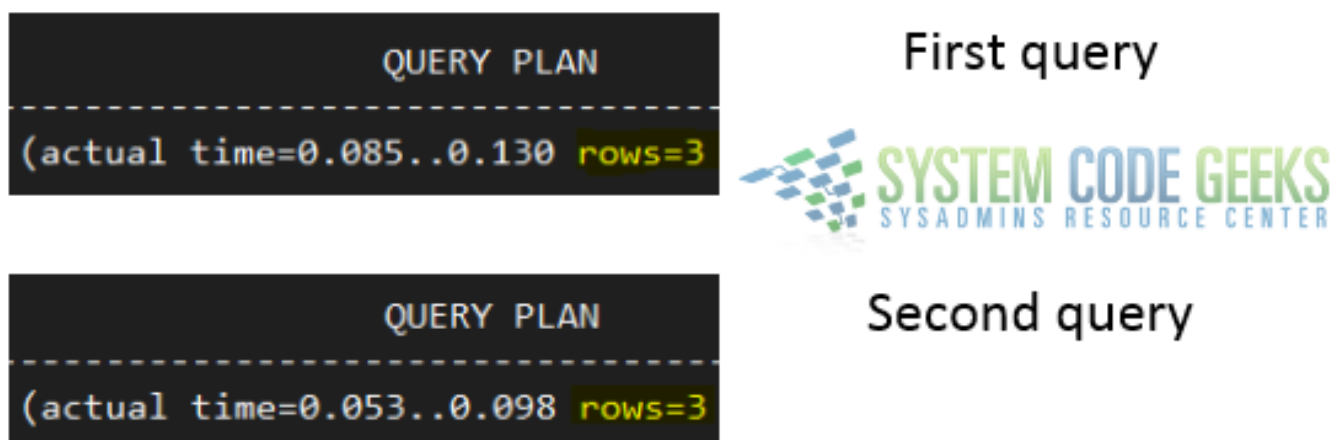 QUERY PLAN
First query
------------------------------------
(actual time=0.085..0.130 rows=3
SYSTEM CODE GEEKS
SYSADMINS RESOURCE CENTER
QUERY PLAN
Second query
------------------------------------
(actual time=0.053..0.098 rows=3